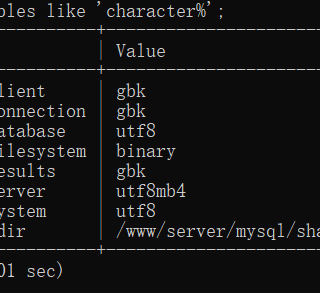 bles like 'character%';
Value
lient | gbk
onnection | gbk
atabase | utf8
ilesystem | binary
esults | gbk
erver | utf8mb4
ystem | utf8
dir | /www/server/mysql/sha
01 sec)